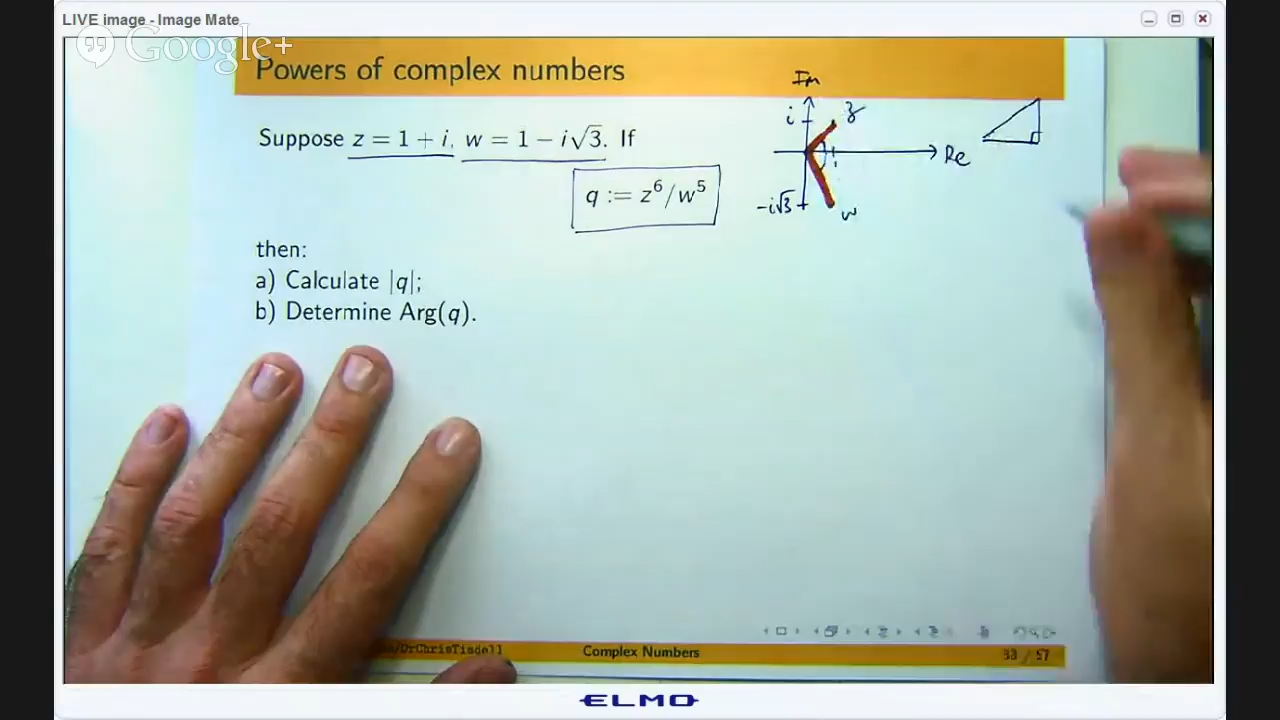 LIVE image - Image Mate
Google+
Powers of complex numbers
Im
i
z
Suppose z = 1 + i, w = 1 − i√3. If
Re
1
q := z⁶/w⁵
-i√3
w
then:
a) Calculate |q|;
b) Determine Arg(q).
/DrChrisTisdell
Complex Numbers
33 / 57
ELMO